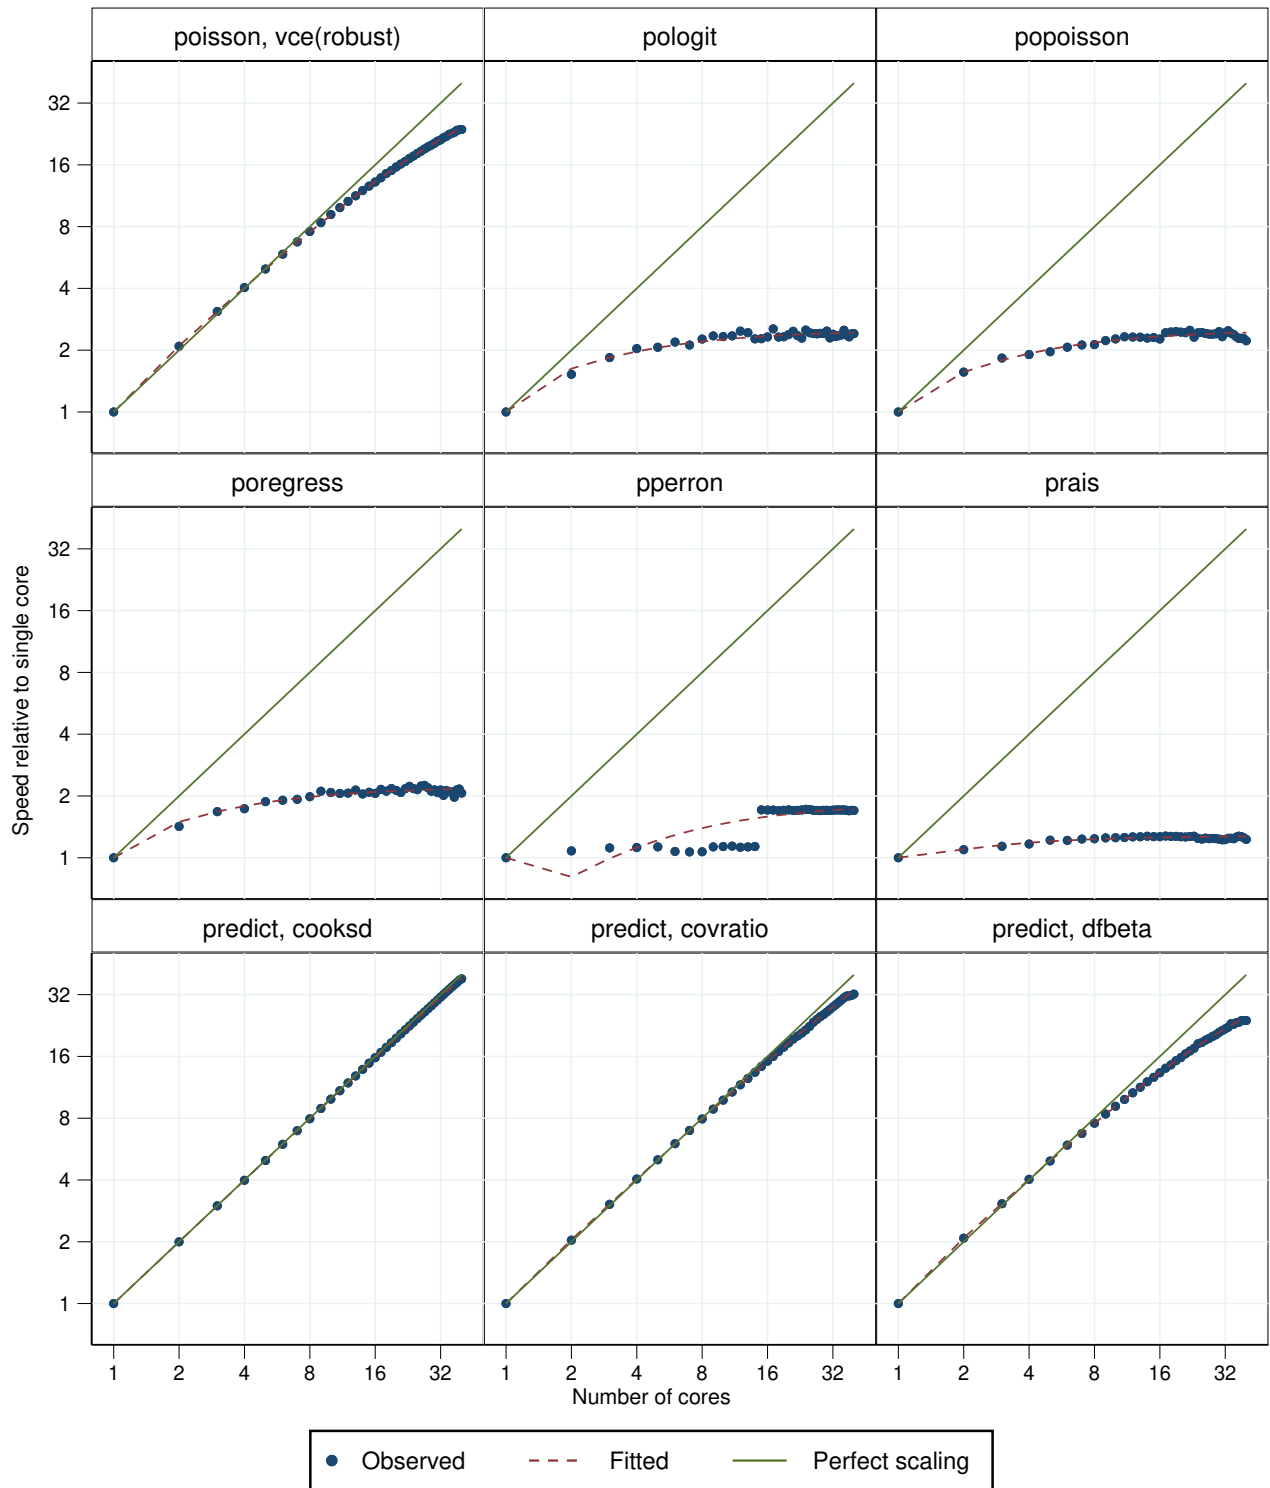 poisson, vce(robust) pologit popoisson
32
16
8
4
2
1
poregress pperron prais
32
16
8
4
2
1
Speed relative to single core
predict, cooksd predict, covratio predict, dfbeta
32
16
8
4
2
1
1 2 4 8 16 32 1 2 4 8 16 32 1 2 4 8 16 32
Number of cores
Observed Fitted Perfect scaling